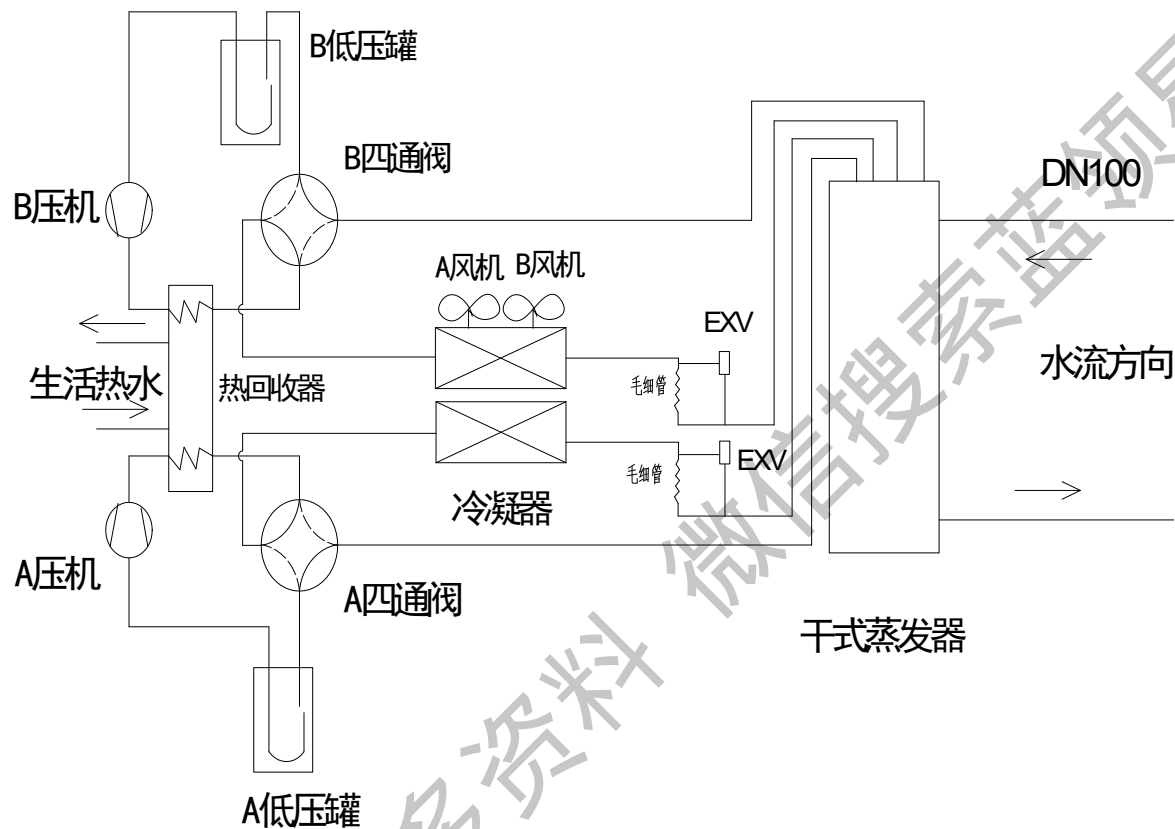 B低压罐
B四通阀
DN100
B压机
A风机
B风机
EXV
水流方向
生活热水
热回收器
毛细管
毛细管
EXV
冷凝器
A压机
A四通阀
干式蒸发器
A低压罐
多资料 微信搜索蓝领